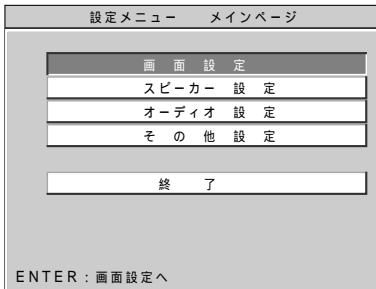 設定メニュー　メインページ
画面設定
スピーカー設定
オーディオ設定
その他設定
終了
ENTER：画面設定へ